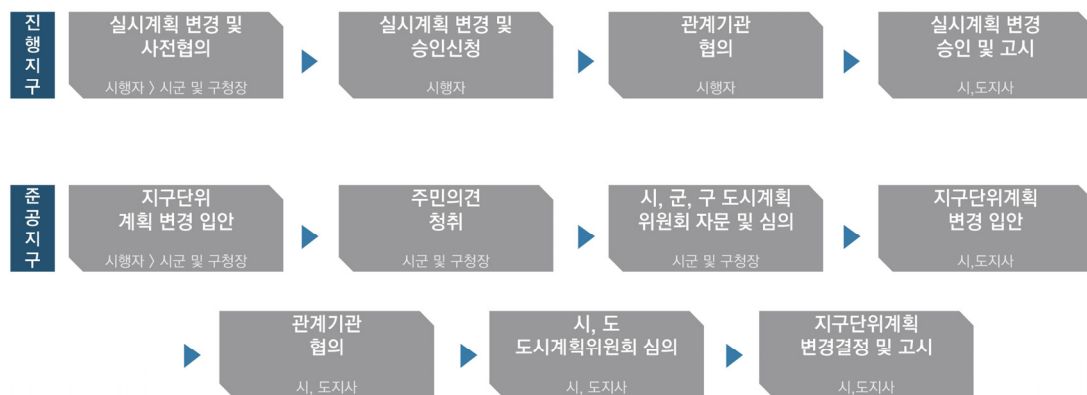 진행지구
실시계획 변경 및
사전협의
시행자 〉 시군 및 구청장
실시계획 변경 및
승인신청
시행자
관계기관
협의
시행자
실시계획 변경
승인 및 고시
시,도지사
준공지구
지구단위
계획 변경 입안
시행자 〉 시군 및 구청장
주민의견
청취
시군 및 구청장
시, 군, 구 도시계획
위원회 자문 및 심의
시군 및 구청장
지구단위계획
변경 입안
시,도지사
관계기관
협의
시, 도지사
시, 도
도시계획위원회 심의
시, 도지사
지구단위계획
변경결정 및 고시
시,도지사